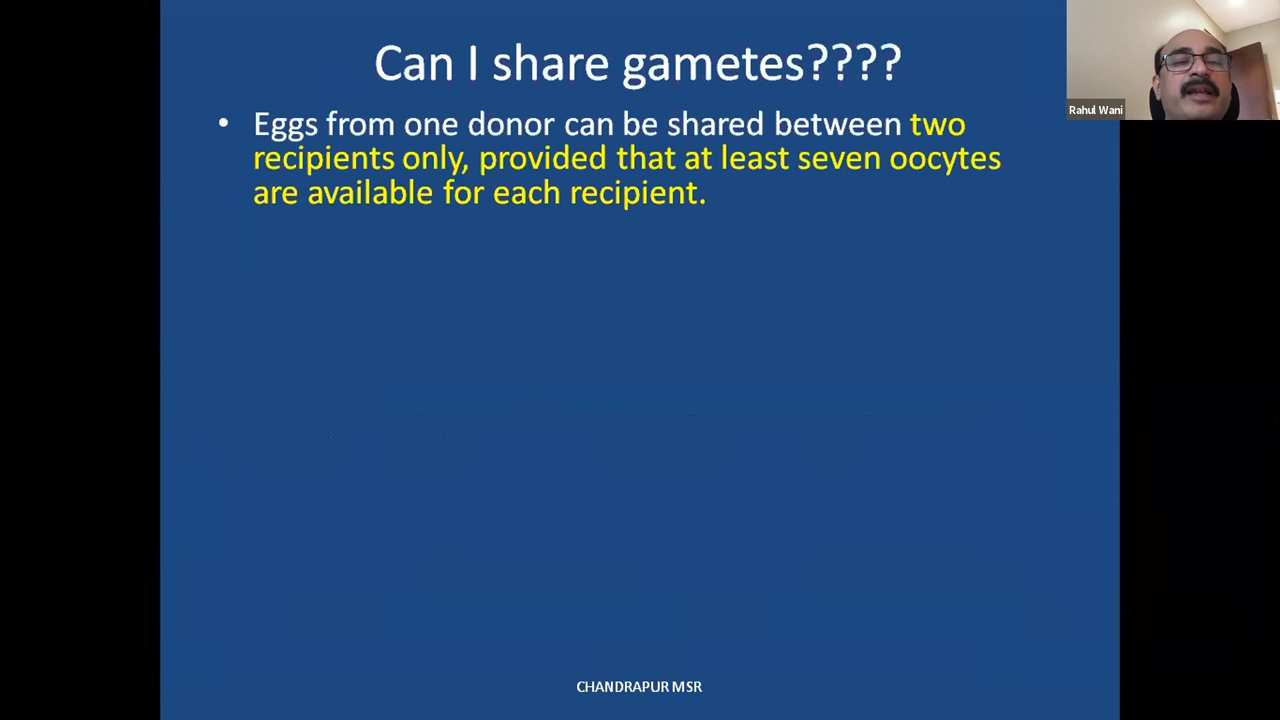 Can I share gametes????
• Eggs from one donor can be shared between two
recipients only, provided that at least seven oocytes
are available for each recipient.
Rahul Wani
CHANDRAPUR MSR